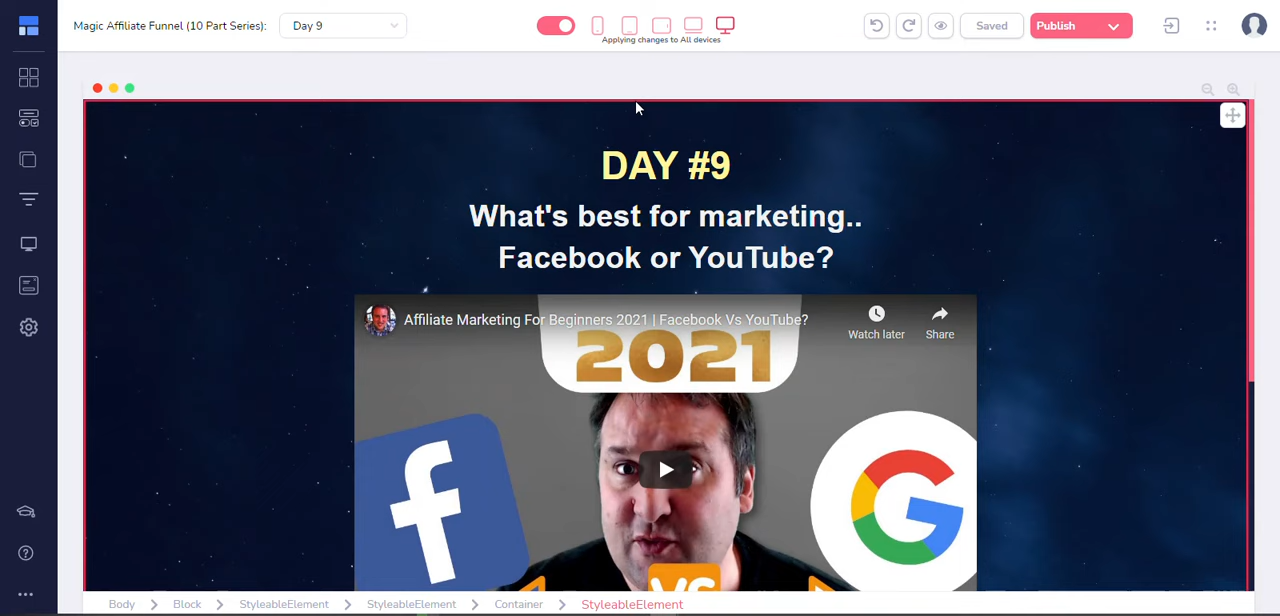 Magic Affiliate Funnel (10 Part Series):
Day 9
Applying changes to All devices
Saved
Publish
DAY #9
What's best for marketing..
Facebook or YouTube?
Affiliate Marketing For Beginners 2021 | Facebook Vs YouTube?
Watch later
Share
2021
f
G
VS
Body
Block
StyleableElement
StyleableElement
Container
StyleableElement